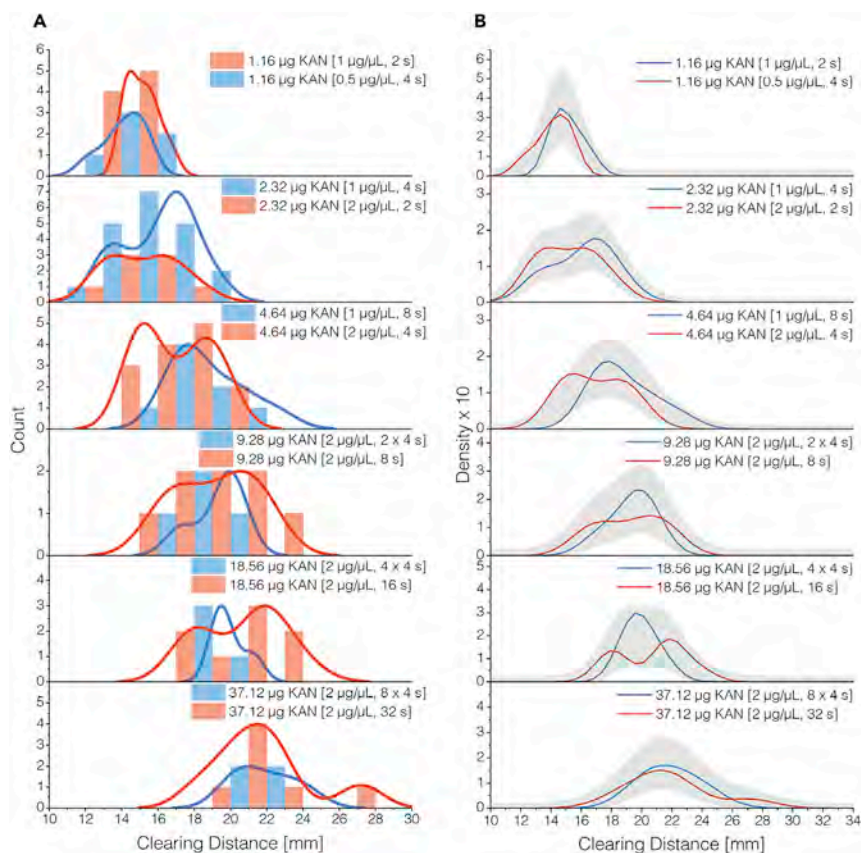 A
B
6
5
4
3
2
1
0
1.16 µg KAN [1 µg/µL, 2 s]
1.16 µg KAN [0.5 µg/µL, 4 s]
7
6
5
4
3
2
1
0
2.32 µg KAN [1 µg/µL, 4 s]
2.32 µg KAN [2 µg/µL, 2 s]
5
4
3
2
1
0
4.64 µg KAN [1 µg/µL, 8 s]
4.64 µg KAN [2 µg/µL, 4 s]
2
1
0
9.28 µg KAN [2 µg/µL, 2 x 4 s]
9.28 µg KAN [2 µg/µL, 8 s]
4
3
2
1
0
18.56 µg KAN [2 µg/µL, 4 x 4 s]
18.56 µg KAN [2 µg/µL, 16 s]
5
4
3
2
1
0
37.12 µg KAN [2 µg/µL, 8 x 4 s]
37.12 µg KAN [2 µg/µL, 32 s]
Count
10 12 14 16 18 20 22 24 26 28 30
Clearing Distance [mm]
6
5
4
3
2
1
0
1.16 µg KAN [1 µg/µL, 2 s]
1.16 µg KAN [0.5 µg/µL, 4 s]
3
2
1
0
2.32 µg KAN [1 µg/µL, 4 s]
2.32 µg KAN [2 µg/µL, 2 s]
3
2
1
0
4.64 µg KAN [1 µg/µL, 8 s]
4.64 µg KAN [2 µg/µL, 4 s]
4
3
2
1
0
9.28 µg KAN [2 µg/µL, 2 x 4 s]
9.28 µg KAN [2 µg/µL, 8 s]
5
4
3
2
1
0
18.56 µg KAN [2 µg/µL, 4 x 4 s]
18.56 µg KAN [2 µg/µL, 16 s]
4
3
2
1
0
37.12 µg KAN [2 µg/µL, 8 x 4 s]
37.12 µg KAN [2 µg/µL, 32 s]
Density x 10
10 12 14 16 18 20 22 24 26 28 30 32 34
Clearing Distance [mm]